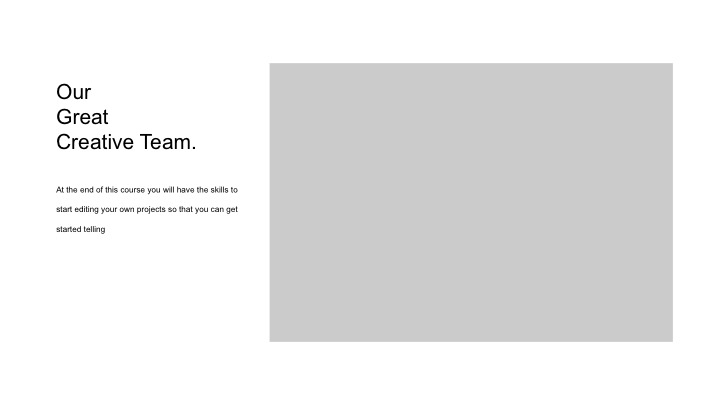 Our
Great
Creative Team.
At the end of this course you will have the skills to
start editing your own projects so that you can get
started telling